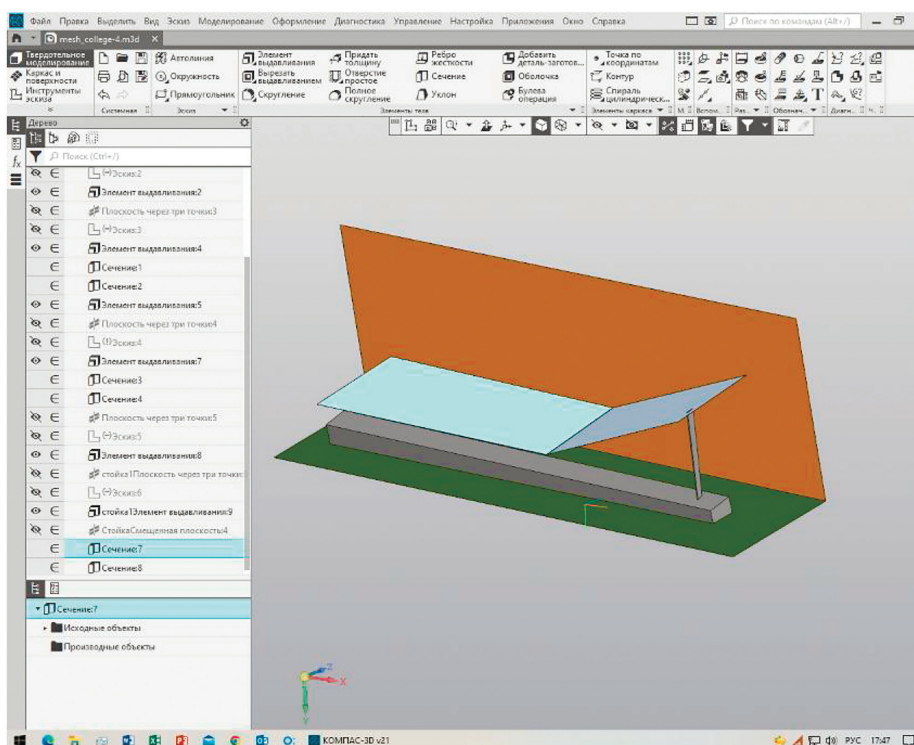 Файл Правка Выделить Вид Эскиз Моделирование Оформление Диагностика Управление Настройка Приложения Окно Справка
Поиск по командам (Alt+/)
mesh_college-4.m3d
Твердотельное моделирование
Каркас и поверхности
Инструменты эскиза
Системная
Автолиния
Окружность
Прямоугольник
Эскиз
Элемент выдавливания
Вырезать выдавливанием
Скругление
Придать толщину
Отверстие простое
Полное скругление
Ребро жесткости
Сечение
Уклон
Добавить деталь-заготов...
Оболочка
Булева операция
Элементы тела
Точка по координатам
Контур
Спираль цилиндрическ...
Элементы каркаса
М...
Вспом...
Раз...
Обознач...
Диагн...
Дерево
Поиск (Ctrl+/)
(-)Эскиз:2
Элемент выдавливания:2
Плоскость через три точки:3
(-)Эскиз:3
Элемент выдавливания:4
Сечение:1
Сечение:2
Элемент выдавливания:5
Плоскость через три точки:4
(!)Эскиз:4
Элемент выдавливания:7
Сечение:3
Сечение:4
Плоскость через три точки:5
(-)Эскиз:5
Элемент выдавливания:8
стойка1Плоскость через три точки:
(-)Эскиз:6
стойка1Элемент выдавливания:9
СтойкаСмещенная плоскость:4
Сечение:7
Сечение:8
Сечение:7
Исходные объекты
Производные объекты
Z
X
Y
КОМПАС-3D v21
РУС 17:47